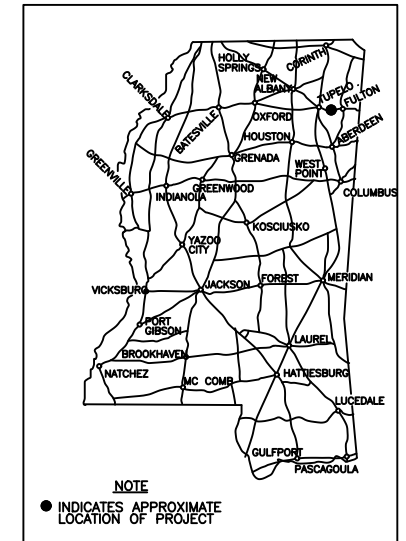 CORINTH
HOLLY
SPRINGS
NEW
ALBANY
TUPELO
FULTON
CLARKSDALE
BATESVILLE
OXFORD
ABERDEEN
HOUSTON
GRENADA
WEST
POINT
GREENVILLE
GREENWOOD
INDIANOLA
COLUMBUS
KOSCIUSKO
YAZOO
CITY
VICKSBURG
JACKSON
FOREST
MERIDIAN
PORT
GIBSON
BROOKHAVEN
LAUREL
NATCHEZ
MC COMB
HATTIESBURG
LUCEDALE
GULFPORT
PASCAGOULA
NOTE
INDICATES APPROXIMATE
LOCATION OF PROJECT